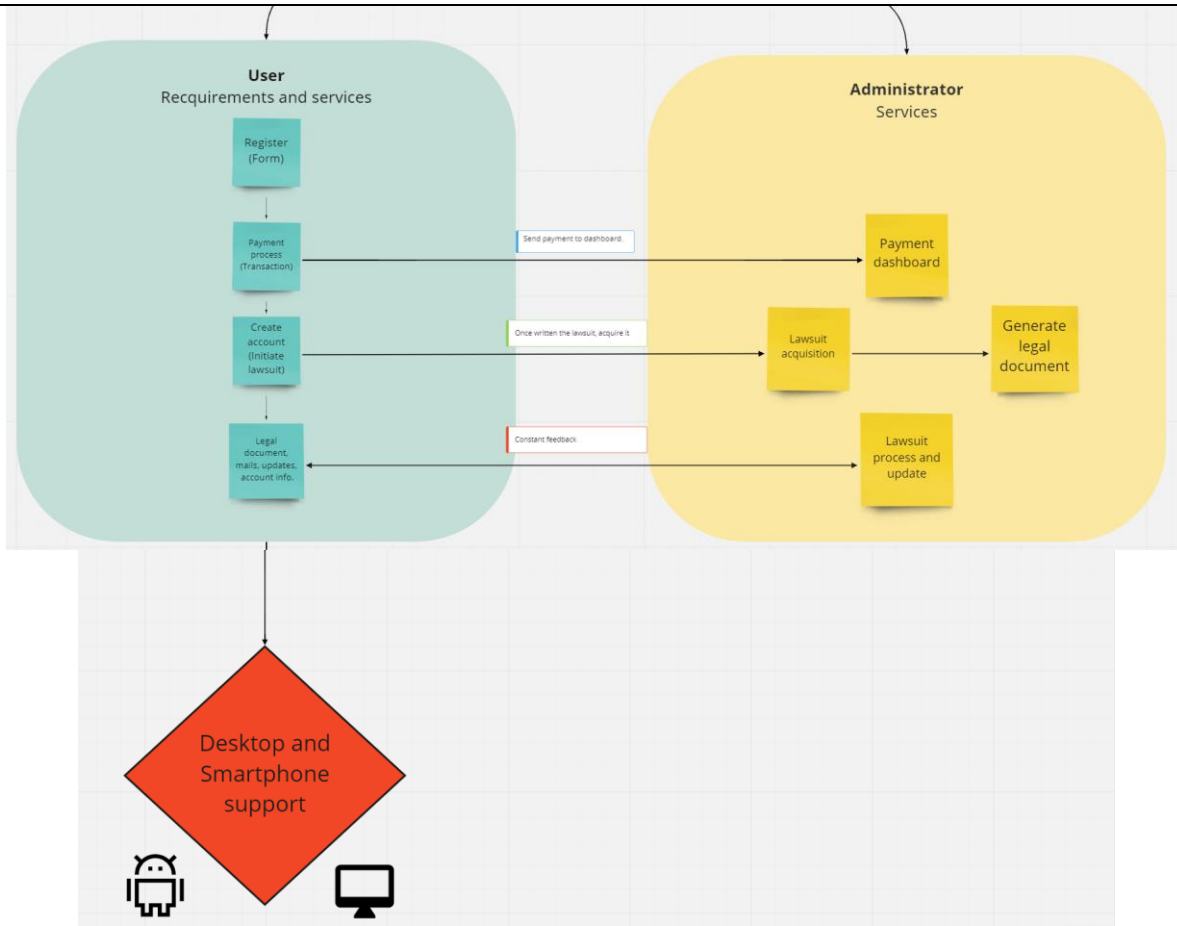 User
Recquirements and services
Register
(Form)
Payment
process
(Transaction)
Create
account
(Initiate
lawsuit)
Legal
document,
mails, updates,
account info.
Send payment to dashboard.
Once written the lawsuit, acquire it
Constant feedback
Administrator
Services
Payment
dashboard
Lawsuit
acquisition
Generate
legal
document
Lawsuit
process and
update
Desktop and
Smartphone
support